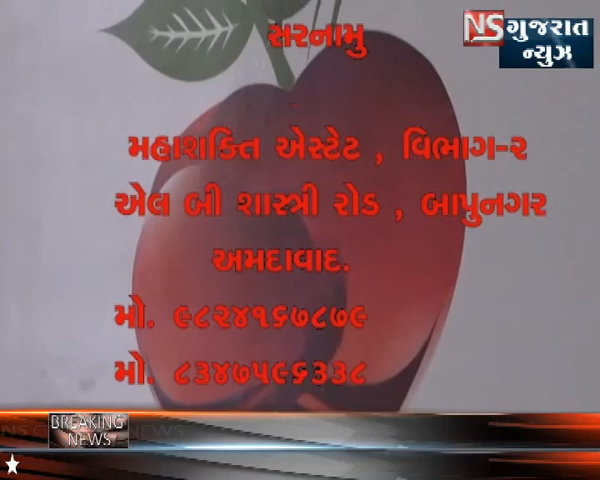 સરનામુ
NS ગુજરાત
ન્યુઝ
મહાશક્તિ એસ્ટેટ , વિભાગ-૨
એલ બી શાસ્ત્રી રોડ , બાપુનગર
અમદાવાદ.
મો. ૯૮૨૪૧૬૭૮૭૯
મો. ૮૩૪૭૫૯૬૩૩૮
BREAKING
NEWS